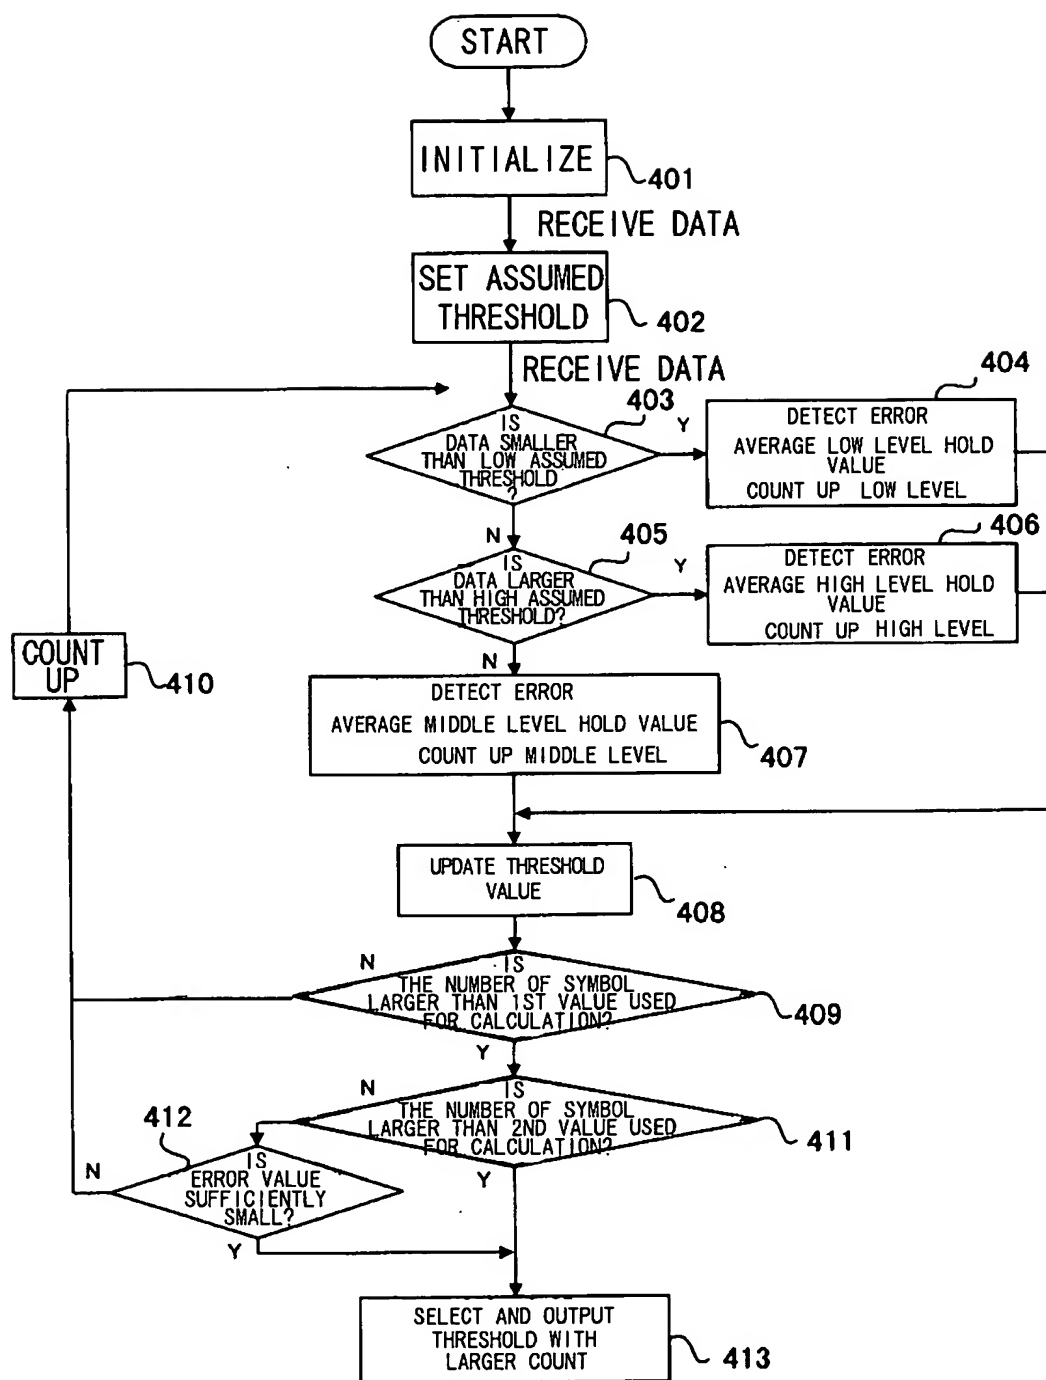 START
INITIALIZE
401
RECEIVE DATA
SET ASSUMED
THRESHOLD
402
RECEIVE DATA
IS
DATA SMALLER
THAN LOW ASSUMED
THRESHOLD
?
403
Y
404
DETECT ERROR
AVERAGE LOW LEVEL HOLD
VALUE
COUNT UP LOW LEVEL
N
IS
DATA LARGER
THAN HIGH ASSUMED
THRESHOLD?
405
Y
406
DETECT ERROR
AVERAGE HIGH LEVEL HOLD
VALUE
COUNT UP HIGH LEVEL
N
COUNT
UP
410
DETECT ERROR
AVERAGE MIDDLE LEVEL HOLD VALUE
COUNT UP MIDDLE LEVEL
407
UPDATE THRESHOLD
VALUE
408
N
IS
THE NUMBER OF SYMBOL
LARGER THAN 1ST VALUE USED
FOR CALCULATION?
409
Y
N
IS
THE NUMBER OF SYMBOL
LARGER THAN 2ND VALUE USED
FOR CALCULATION?
411
Y
412
N
IS
ERROR VALUE
SUFFICIENTLY
SMALL?
Y
SELECT AND OUTPUT
THRESHOLD WITH
LARGER COUNT
413